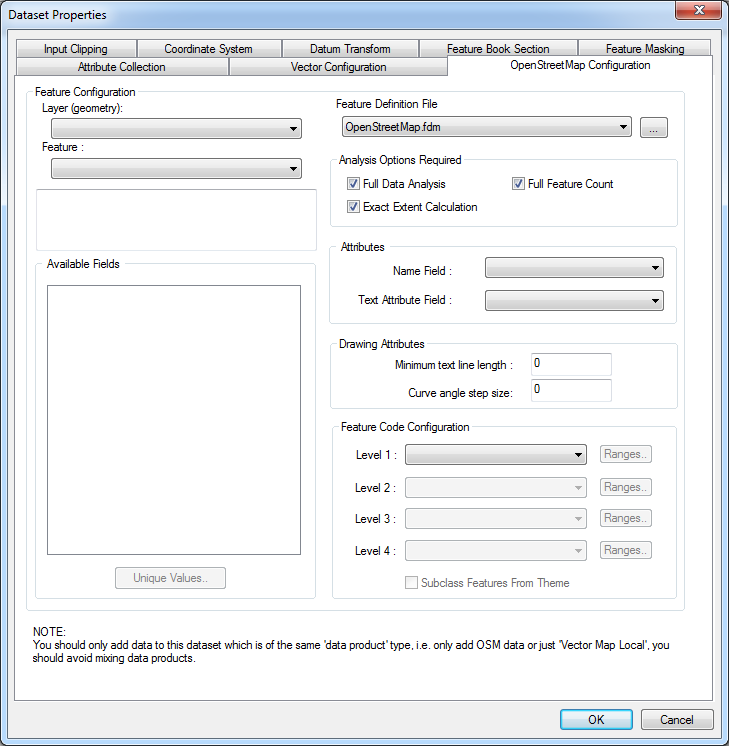 Dataset Properties
Input Clipping
Coordinate System
Datum Transform
Feature Book Section
Feature Masking
Attribute Collection
Vector Configuration
OpenStreetMap Configuration
Feature Configuration
Layer (geometry):
Feature :
Available Fields
Unique Values..
Feature Definition File
OpenStreetMap.fdm
...
Analysis Options Required
Full Data Analysis
Full Feature Count
Exact Extent Calculation
Attributes
Name Field :
Text Attribute Field :
Drawing Attributes
Minimum text line length :
0
Curve angle step size:
0
Feature Code Configuration
Level 1 :
Ranges..
Level 2 :
Ranges..
Level 3 :
Ranges..
Level 4 :
Ranges..
Subclass Features From Theme
NOTE:
You should only add data to this dataset which is of the same 'data product' type, i.e. only add OSM data or just 'Vector Map Local', you
should avoid mixing data products.
OK
Cancel